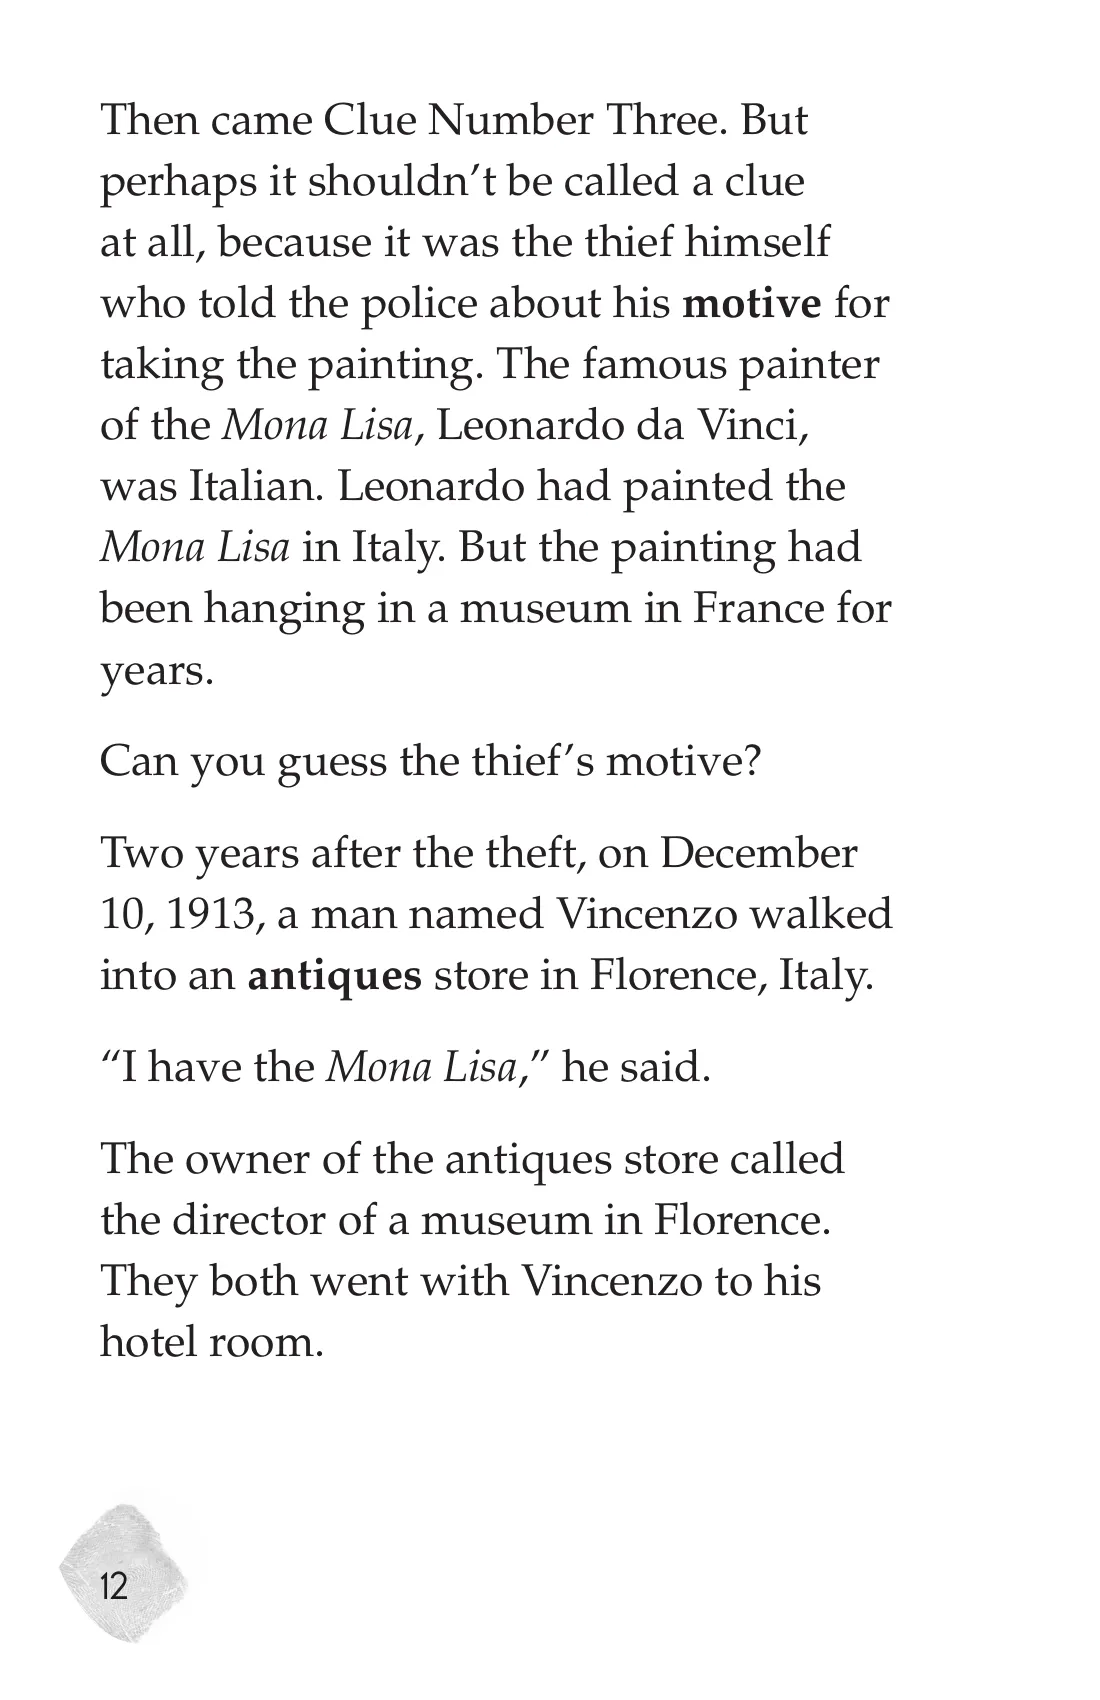 Then came Clue Number Three. But
perhaps it shouldn’t be called a clue
at all, because it was the thief himself
who told the police about his motive for
taking the painting. The famous painter
of the Mona Lisa, Leonardo da Vinci,
was Italian. Leonardo had painted the
Mona Lisa in Italy. But the painting had
been hanging in a museum in France for
years.
Can you guess the thief’s motive?
Two years after the theft, on December
10, 1913, a man named Vincenzo walked
into an antiques store in Florence, Italy.
“I have the Mona Lisa,” he said.
The owner of the antiques store called
the director of a museum in Florence.
They both went with Vincenzo to his
hotel room.
12